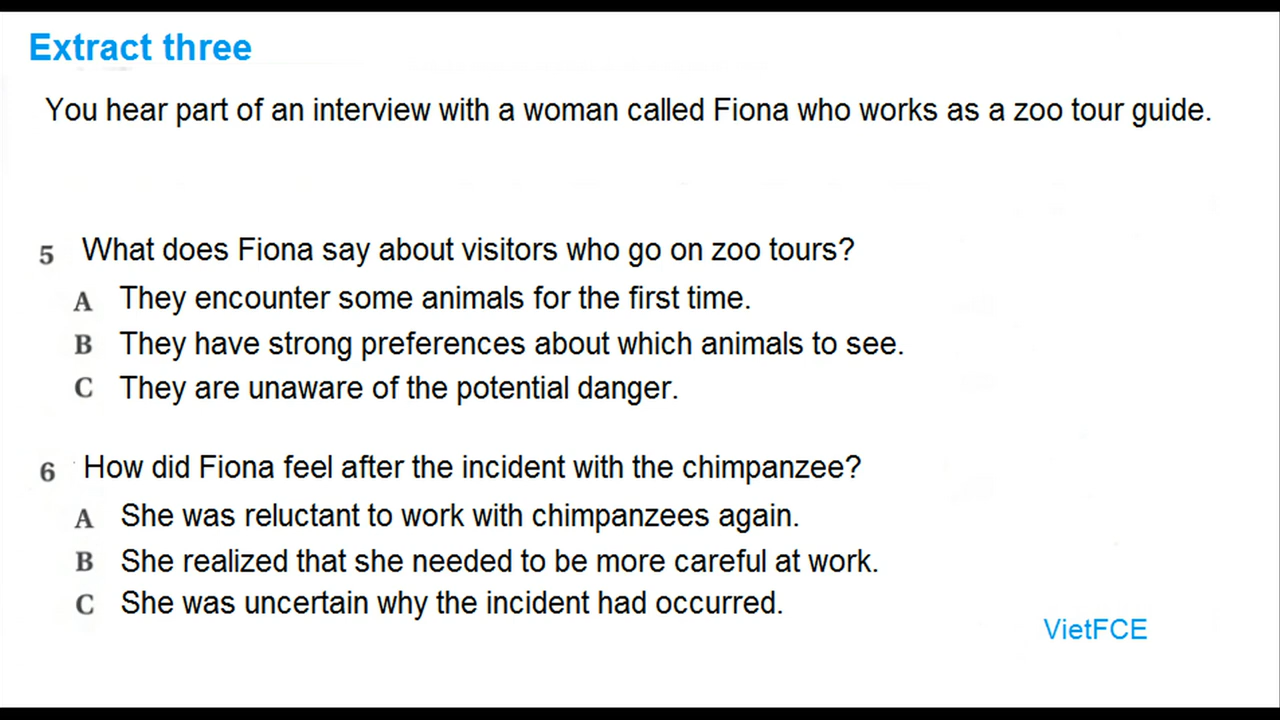 Extract three
You hear part of an interview with a woman called Fiona who works as a zoo tour guide.
5 What does Fiona say about visitors who go on zoo tours?
A They encounter some animals for the first time.
B They have strong preferences about which animals to see.
C They are unaware of the potential danger.
6 How did Fiona feel after the incident with the chimpanzee?
A She was reluctant to work with chimpanzees again.
B She realized that she needed to be more careful at work.
C She was uncertain why the incident had occurred.
VietFCE